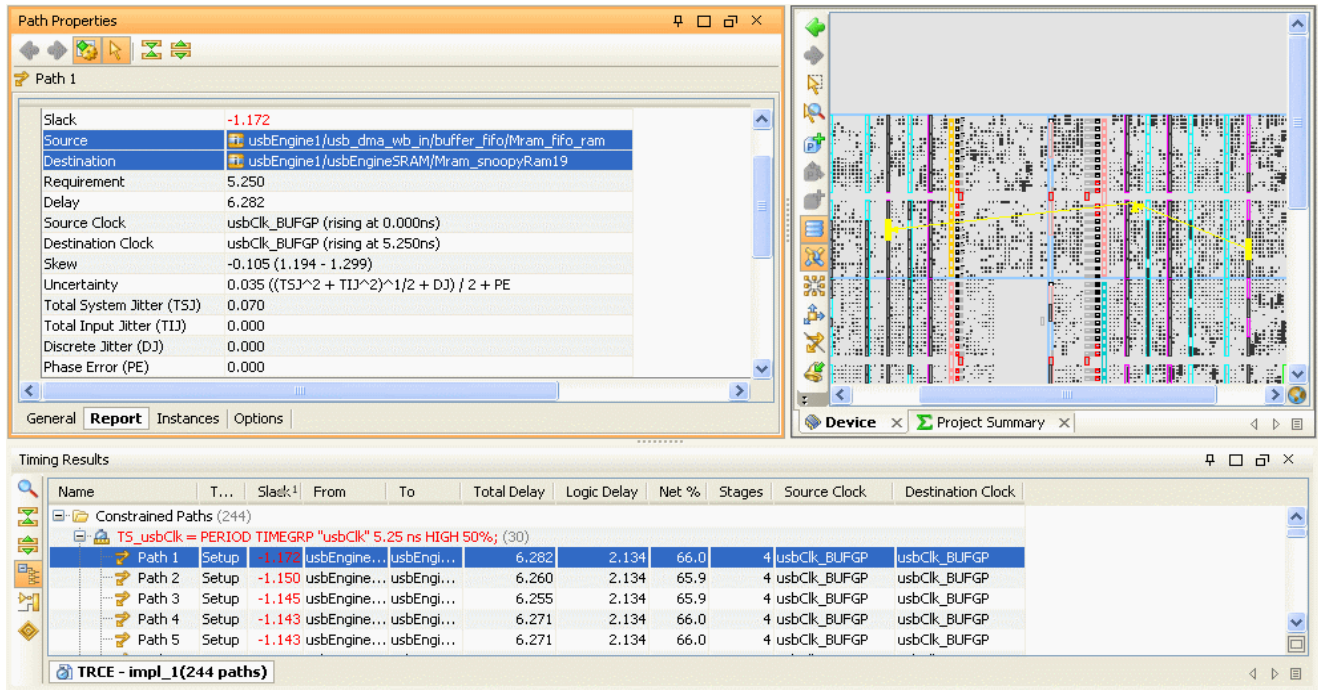 Path Properties
Path 1
Slack -1.172
Source usbEngine1/usb_dma_wb_in/buffer_fifo/Mram_fifo_ram
Destination usbEngine1/usbEngineSRAM/Mram_snoopyRam19
Requirement 5.250
Delay 6.282
Source Clock usbClk_BUFGP (rising at 0.000ns)
Destination Clock usbClk_BUFGP (rising at 5.250ns)
Skew -0.105 (1.194 - 1.299)
Uncertainty 0.035 ((TSJ^2 + TIJ^2)^1/2 + DJ) / 2 + PE
Total System Jitter (TSJ) 0.070
Total Input Jitter (TIJ) 0.000
Discrete Jitter (DJ) 0.000
Phase Error (PE) 0.000
General Report Instances Options
Device Project Summary
Timing Results
Name T... Slack 1 From To Total Delay Logic Delay Net % Stages Source Clock Destination Clock
Constrained Paths (244)
TS_usbClk = PERIOD TIMEGRP "usbClk" 5.25 ns HIGH 50%; (30)
Path 1 Setup -1.172 usbEngine... usbEngi... 6.282 2.134 66.0 4 usbClk_BUFGP usbClk_BUFGP
Path 2 Setup -1.150 usbEngine... usbEngi... 6.260 2.134 65.9 4 usbClk_BUFGP usbClk_BUFGP
Path 3 Setup -1.145 usbEngine... usbEngi... 6.255 2.134 65.9 4 usbClk_BUFGP usbClk_BUFGP
Path 4 Setup -1.143 usbEngine... usbEngi... 6.271 2.134 66.0 4 usbClk_BUFGP usbClk_BUFGP
Path 5 Setup -1.143 usbEngine... usbEngi... 6.271 2.134 66.0 4 usbClk_BUFGP usbClk_BUFGP
TRCE - impl_1(244 paths)